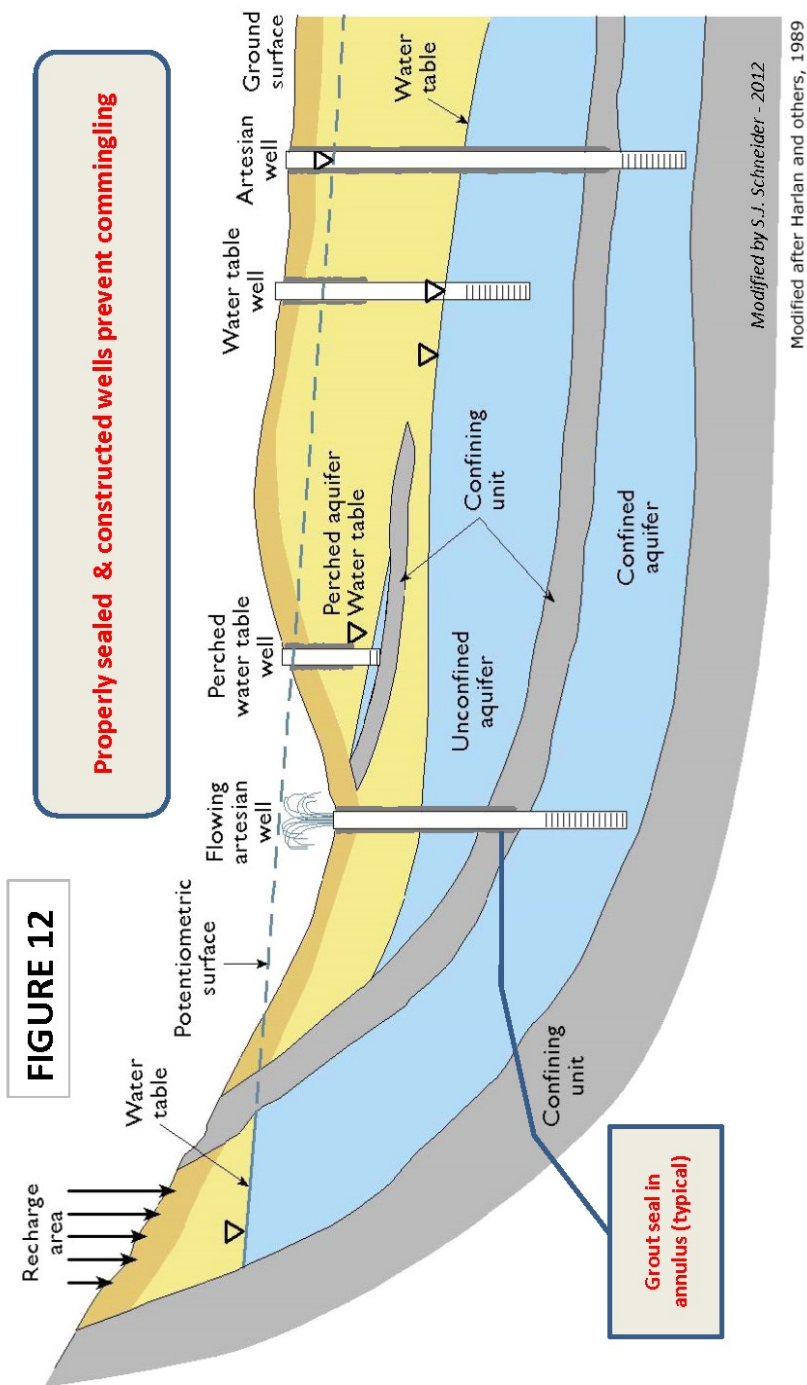 FIGURE 12
Properly sealed & constructed wells prevent commingling
Recharge
area
Water
table
Potentiometric
surface
Flowing
artesian
well
Perched
water table
well
Perched aquifer
Water table
Water table
well
Artesian
well
Ground
surface
Water
table
Unconfined
aquifer
Confining
unit
Confined
aquifer
Confining
unit
Grout seal in
annulus (typical)
Modified by S.J. Schneider - 2012
Modified after Harlan and others, 1989